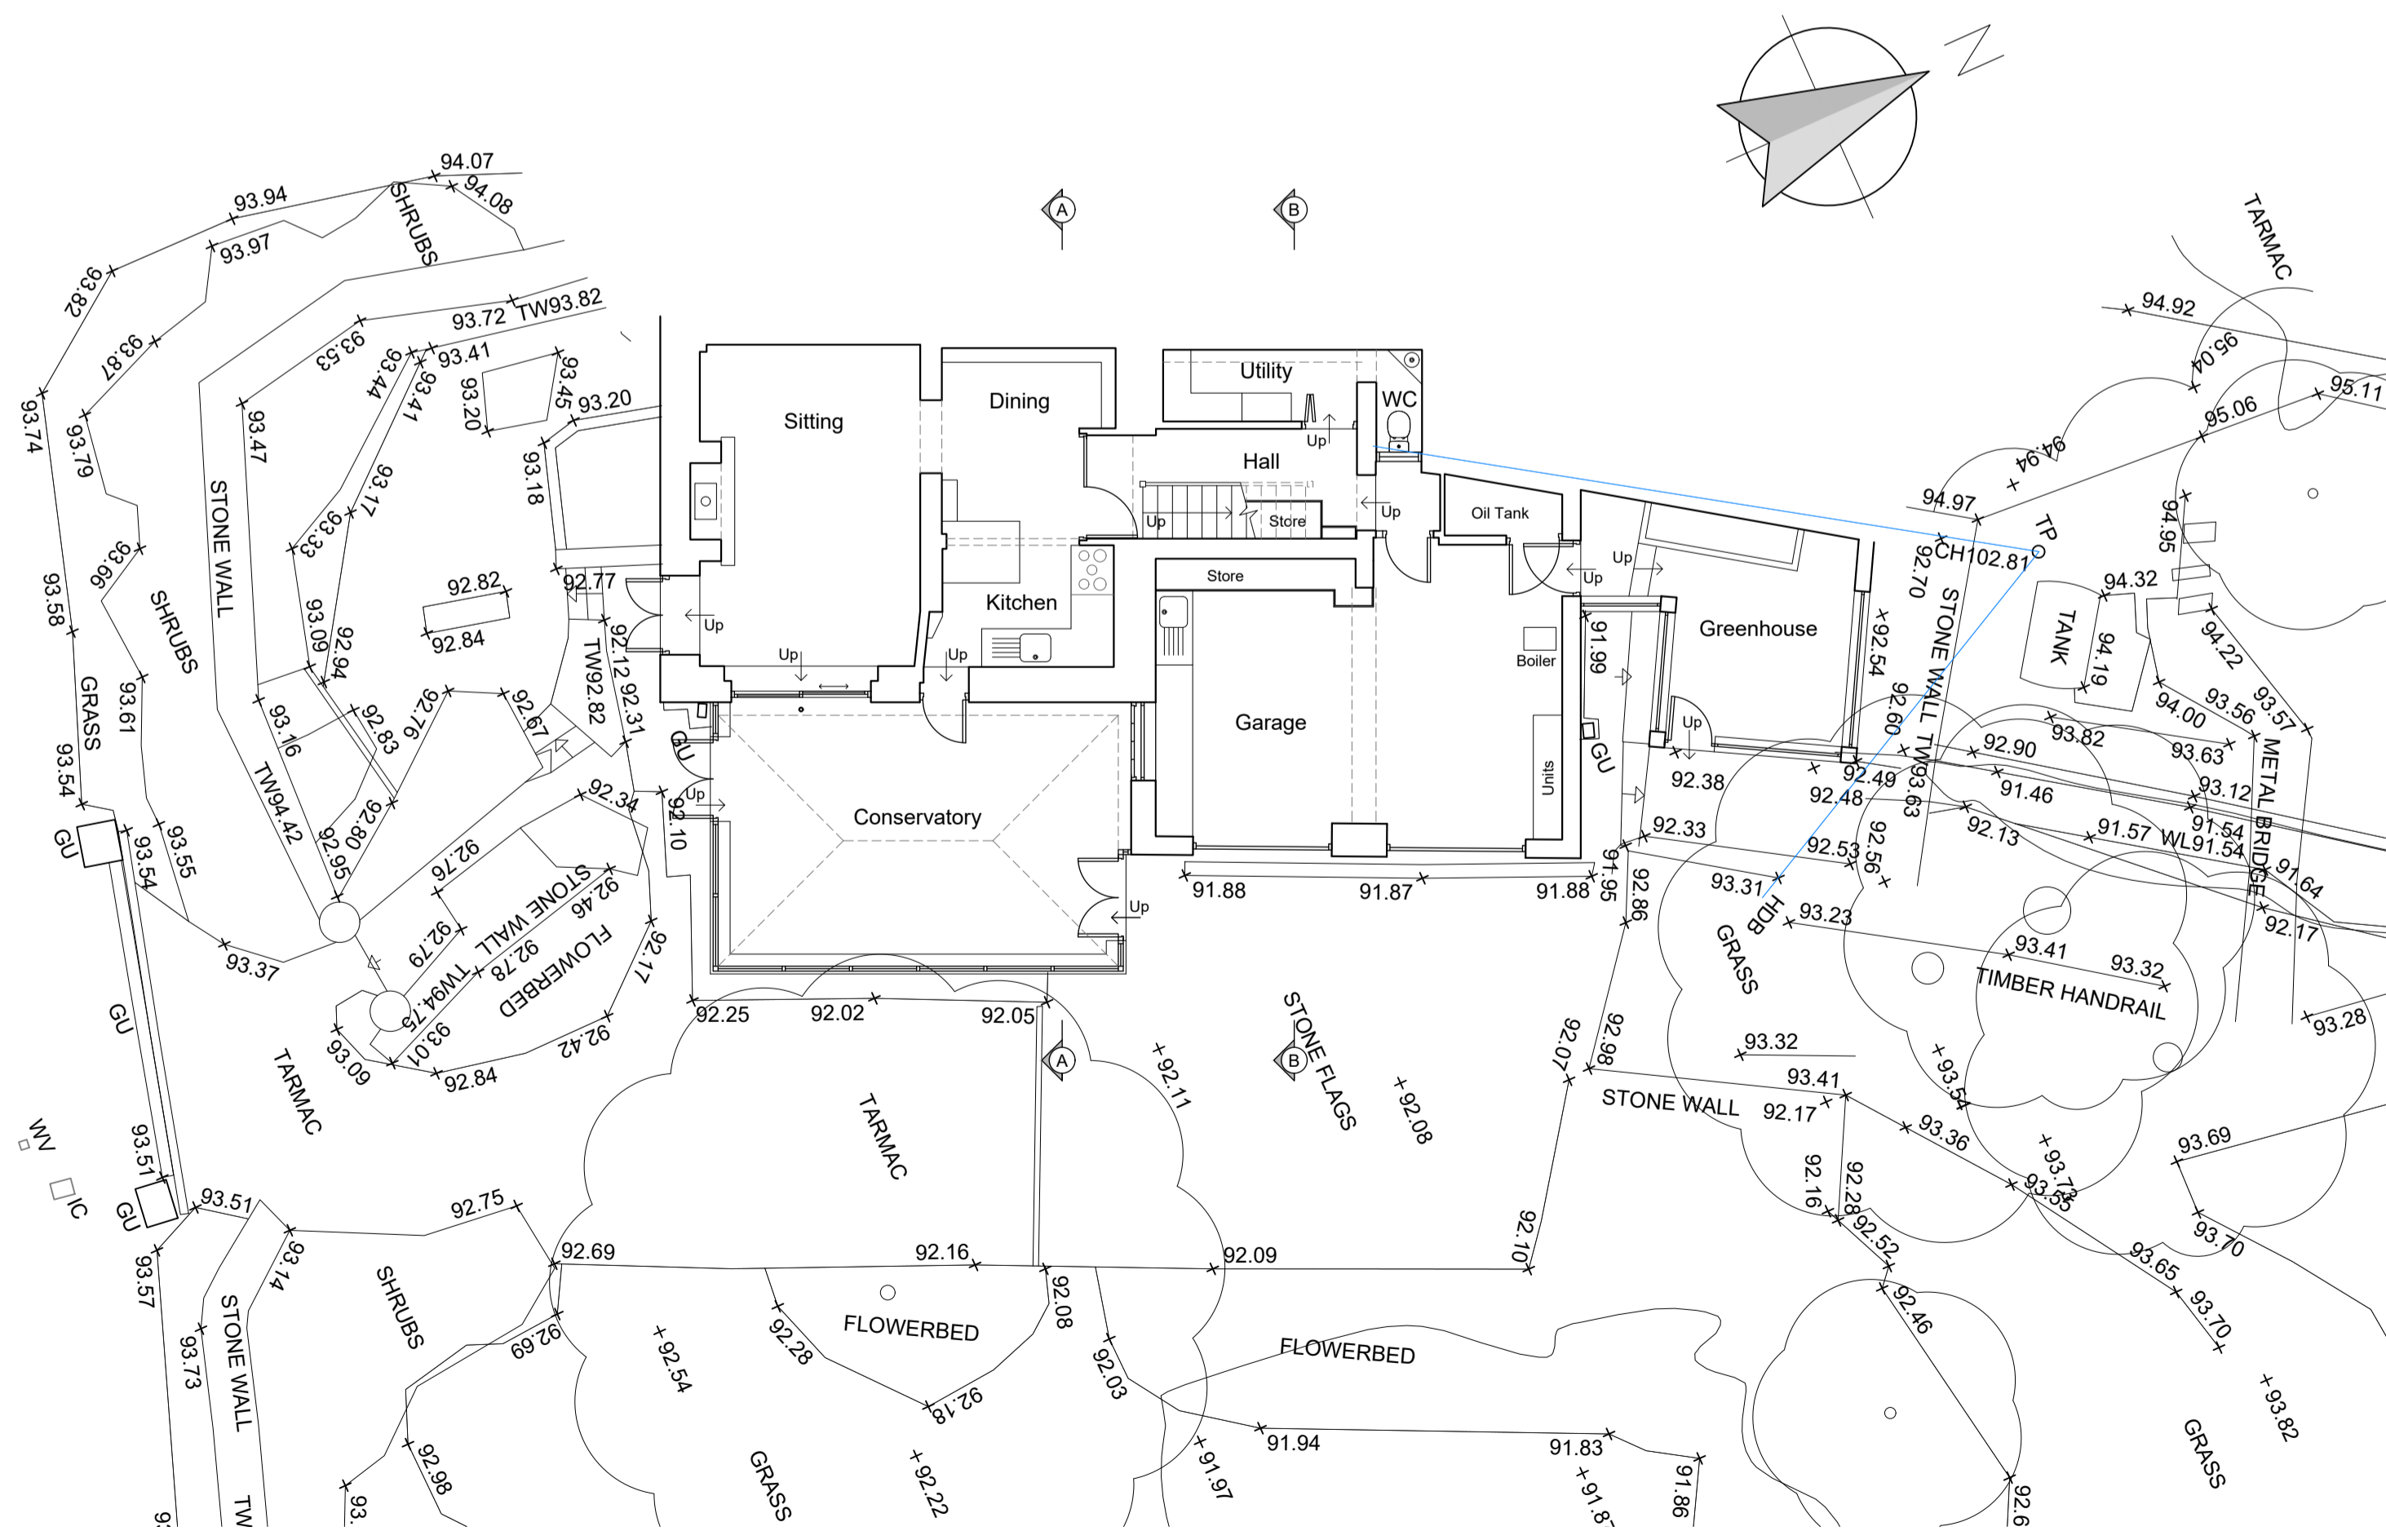 N
94.07
93.94
SHRUBS
94.08
93.97
93.82
A
B
TARMAC
93.87
93.53
93.72
TW93.82
93.44
93.41
93.41
93.45
93.20
93.20
94.92
95.04
95.11
95.06
94.94
94.97
94.95
93.74
93.79
93.47
93.17
93.18
Sitting
Dining
Utility
WC
Up
Hall
Up
Store
Up
Oil Tank
TP
CH102.81
92.70
93.66
93.33
STONE WALL
93.58
SHRUBS
92.82
92.84
92.77
93.09
92.94
92.12
TW92.82
92.31
Up
Up
Up
Kitchen
Store
Up
Up
91.99
Greenhouse
92.54
STONE WALL
TW93.63
94.32
TANK
94.19
94.22
94.00
93.56
93.57
Boiler
GRASS
93.61
93.16
92.83
92.76
92.67
GU
Up
Conservatory
Garage
Units
GU
Up
92.60
92.38
92.49
92.48
92.90
93.82
93.63
93.12
91.46
METAL BRIDGE
93.54
TW94.42
92.80
92.95
92.34
92.10
GU
93.54
93.55
92.76
STONE WALL
92.46
92.33
92.53
92.56
92.13
91.57
WL91.54
91.54
91.64
91.88
91.87
91.88
91.95
92.86
93.31
HDB
Up
93.37
92.79
92.78
FLOWERBED
92.17
TW94.75
93.01
93.23
GRASS
93.41
93.32
TIMBER HANDRAIL
92.17
93.28
GU
93.09
92.84
92.42
92.25
92.02
92.05
TARMAC
TARMAC
A
B
STONE FLAGS
92.11
92.08
92.07
92.98
93.32
93.41
STONE WALL
92.17
93.54
93.36
WV
IC
93.51
GU
93.51
92.75
92.16
92.28
93.73
93.55
93.69
93.70
93.57
93.14
92.69
92.16
92.09
92.10
92.52
93.65
SHRUBS
STONE WALL
93.73
92.69
92.54
92.28
FLOWERBED
92.18
92.08
92.03
FLOWERBED
92.46
93.70
93.82
92.98
GRASS
92.22
91.97
91.94
91.83
91.86
GRASS
TW
93.
92.6